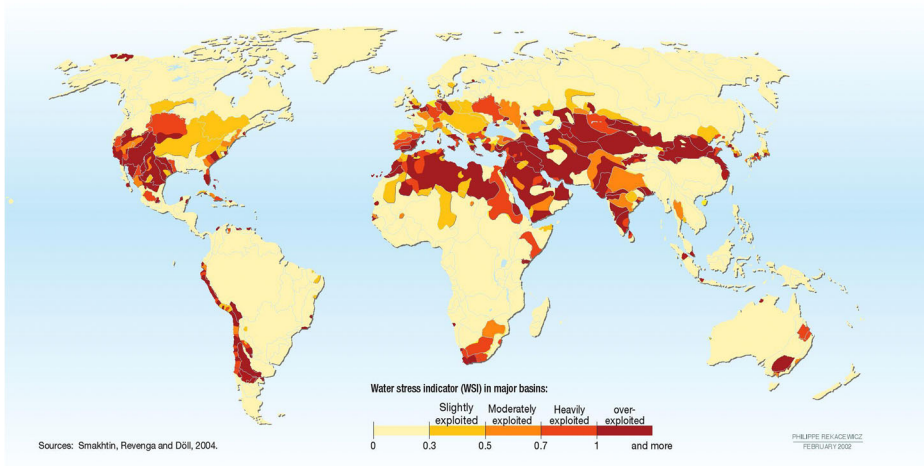 Water stress indicator (WSI) in major basins:
Slightly exploited
Moderately exploited
Heavily exploited
over-exploited
0 0.3 0.5 0.7 1 and more
Sources: Smakhtin, Revenga and Döll, 2004.
PHILIPPE REKACEWICZ
FEBRUARY 2002